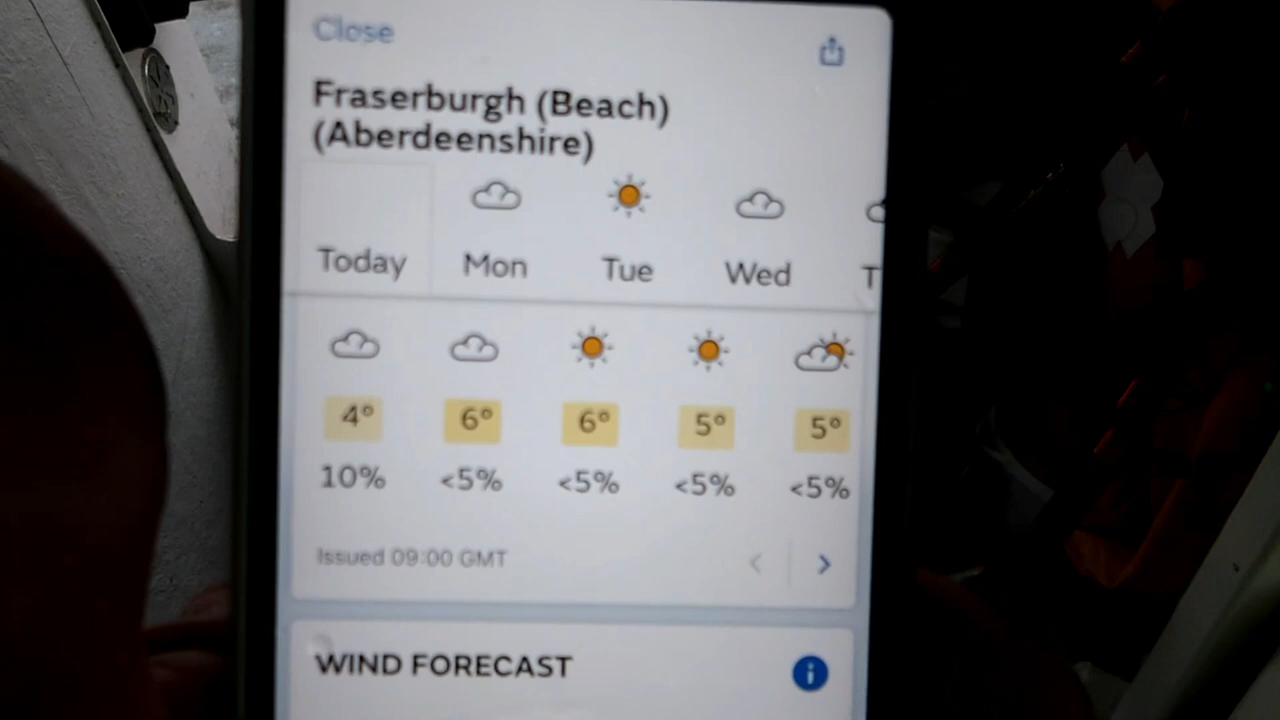 Close
Fraserburgh (Beach)
(Aberdeenshire)
Today Mon Tue Wed T
4° 6° 6° 5° 5°
10% <5% <5% <5% <5%
Issued 09:00 GMT
WIND FORECAST